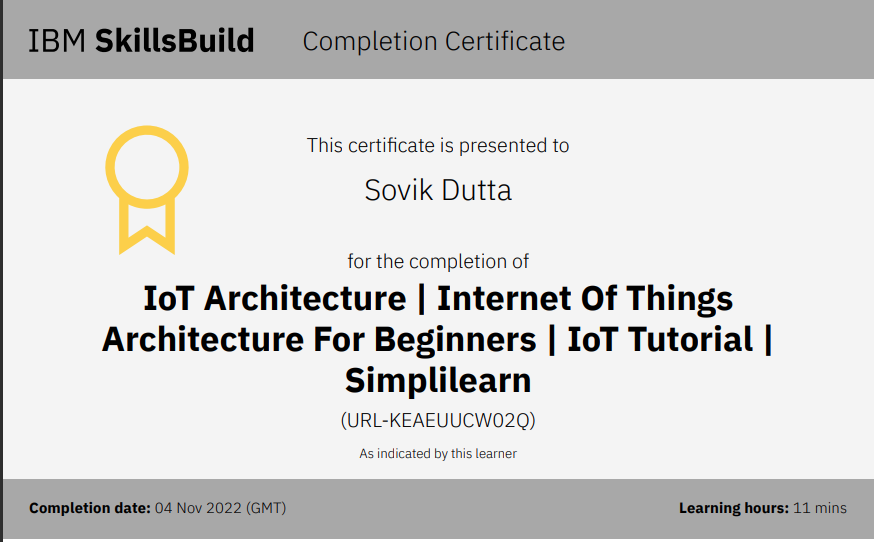 IBM SkillsBuild Completion Certificate
This certificate is presented to
Sovik Dutta
for the completion of
IoT Architecture | Internet Of Things
Architecture For Beginners | IoT Tutorial |
Simplilearn
(URL-KEAEUUCW02Q)
As indicated by this learner
Completion date: 04 Nov 2022 (GMT) Learning hours: 11 mins